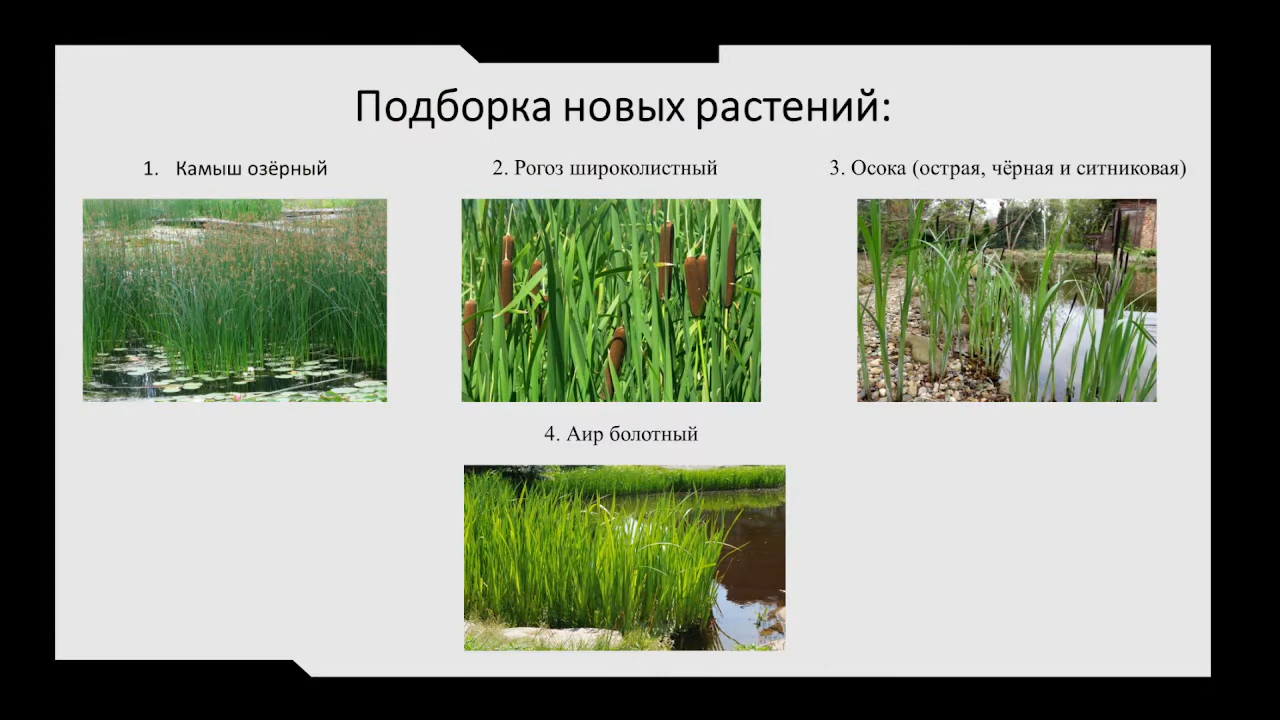 Подборка новых растений:
1. Камыш озёрный
2. Рогоз широколистный
3. Осока (острая, чёрная и ситниковая)
4. Аир болотный